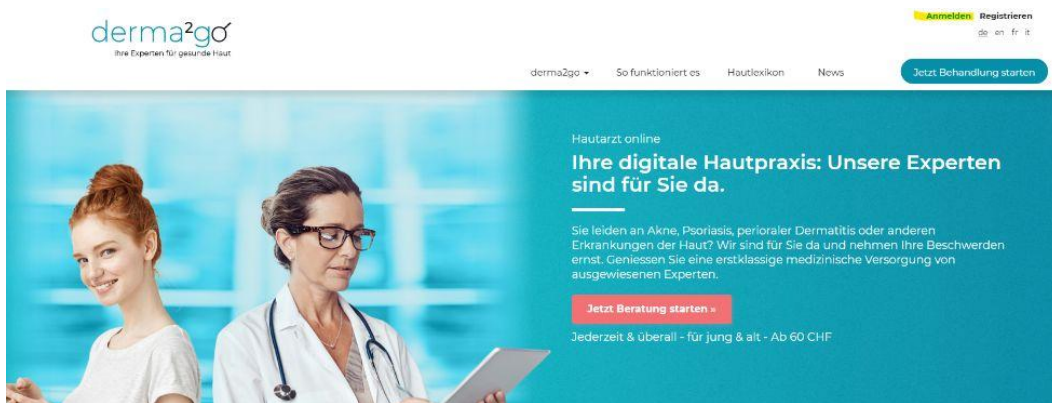 derma²go
Ihre Experten für gesunde Haut
Anmelden Registrieren
de en fr it
derma2go So funktioniert es Hautlexikon News Jetzt Behandlung starten
Hautarzt online
Ihre digitale Hautpraxis: Unsere Experten
sind für Sie da.
Sie leiden an Akne, Psoriasis, perioraler Dermatitis oder anderen
Erkrankungen der Haut? Wir sind für Sie da und nehmen Ihre Beschwerden
ernst. Geniessen Sie eine erstklassige medizinische Versorgung von
ausgewiesenen Experten.
Jetzt Beratung starten »
Jederzeit & überall - für jung & alt - Ab 60 CHF